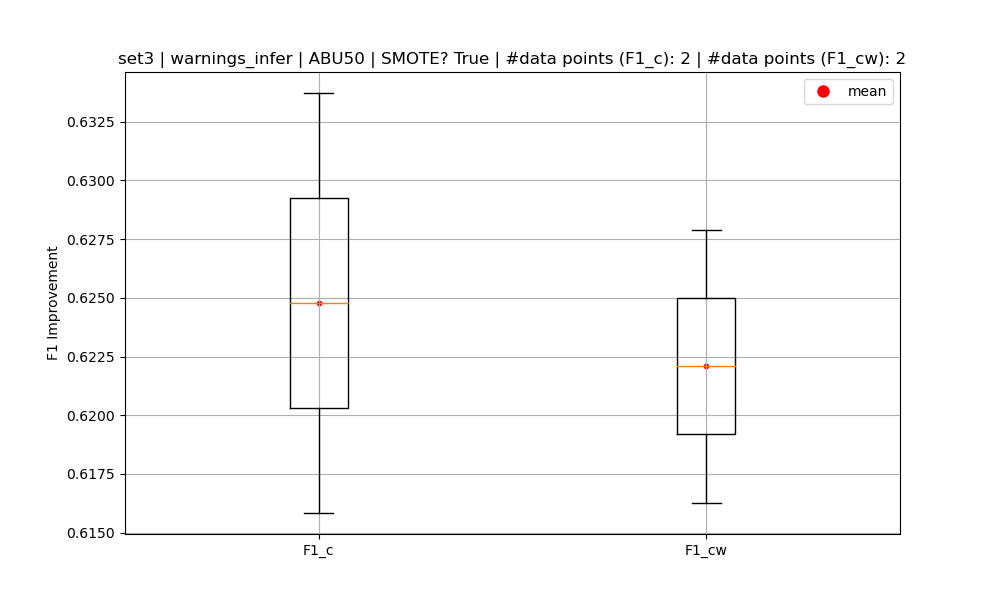 set3 | warnings_infer | ABU50 | SMOTE? True | #data points (F1_c): 2 | #data points (F1_cw): 2
mean
0.6325
0.6300
0.6275
0.6250
0.6225
0.6200
0.6175
0.6150
F1 Improvement
F1_c
F1_cw